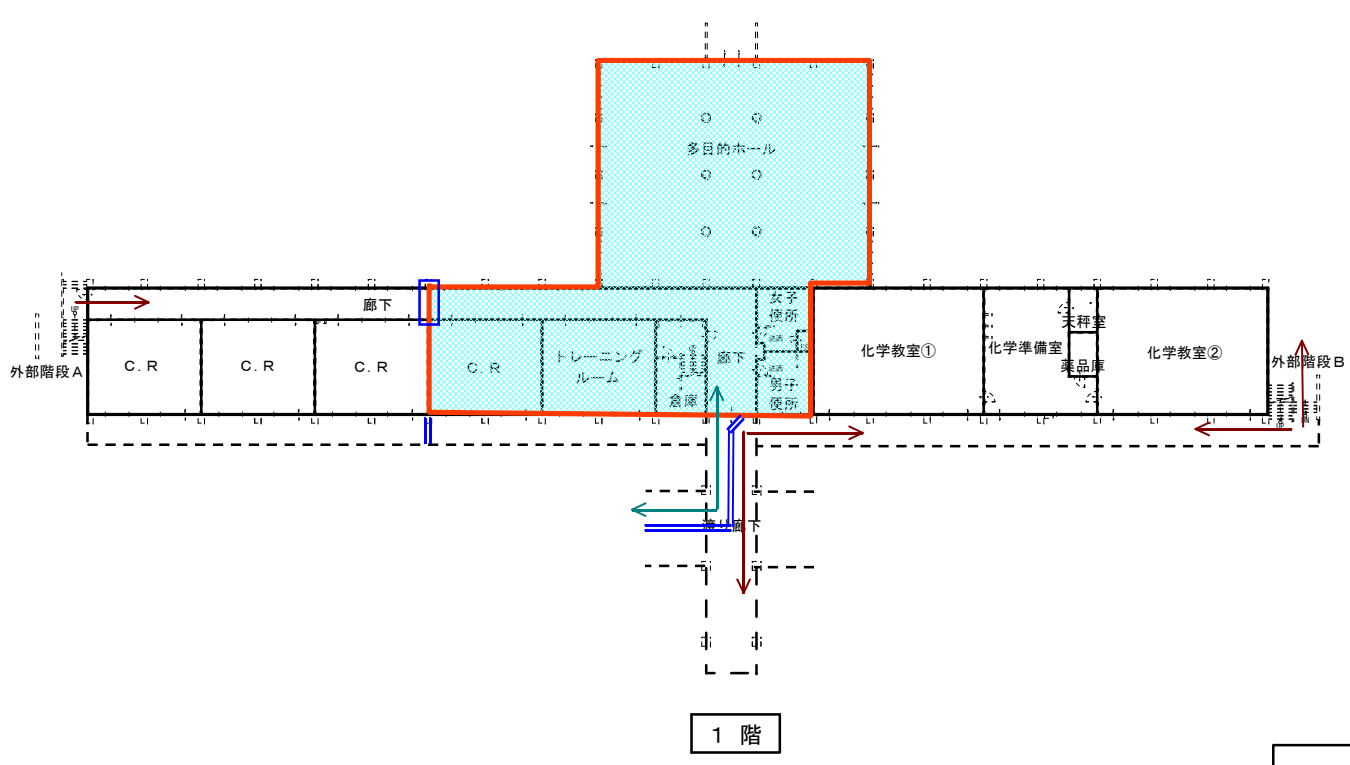 多目的ホール
廊下
女子
便所
C.R
C.R
C.R
C.R
トレーニング
ルーム
倉庫
廊下
男子
便所
化学教室①
化学準備室
天秤室
薬品庫
化学教室②
外部階段A
外部階段B
渡り廊下
1 階